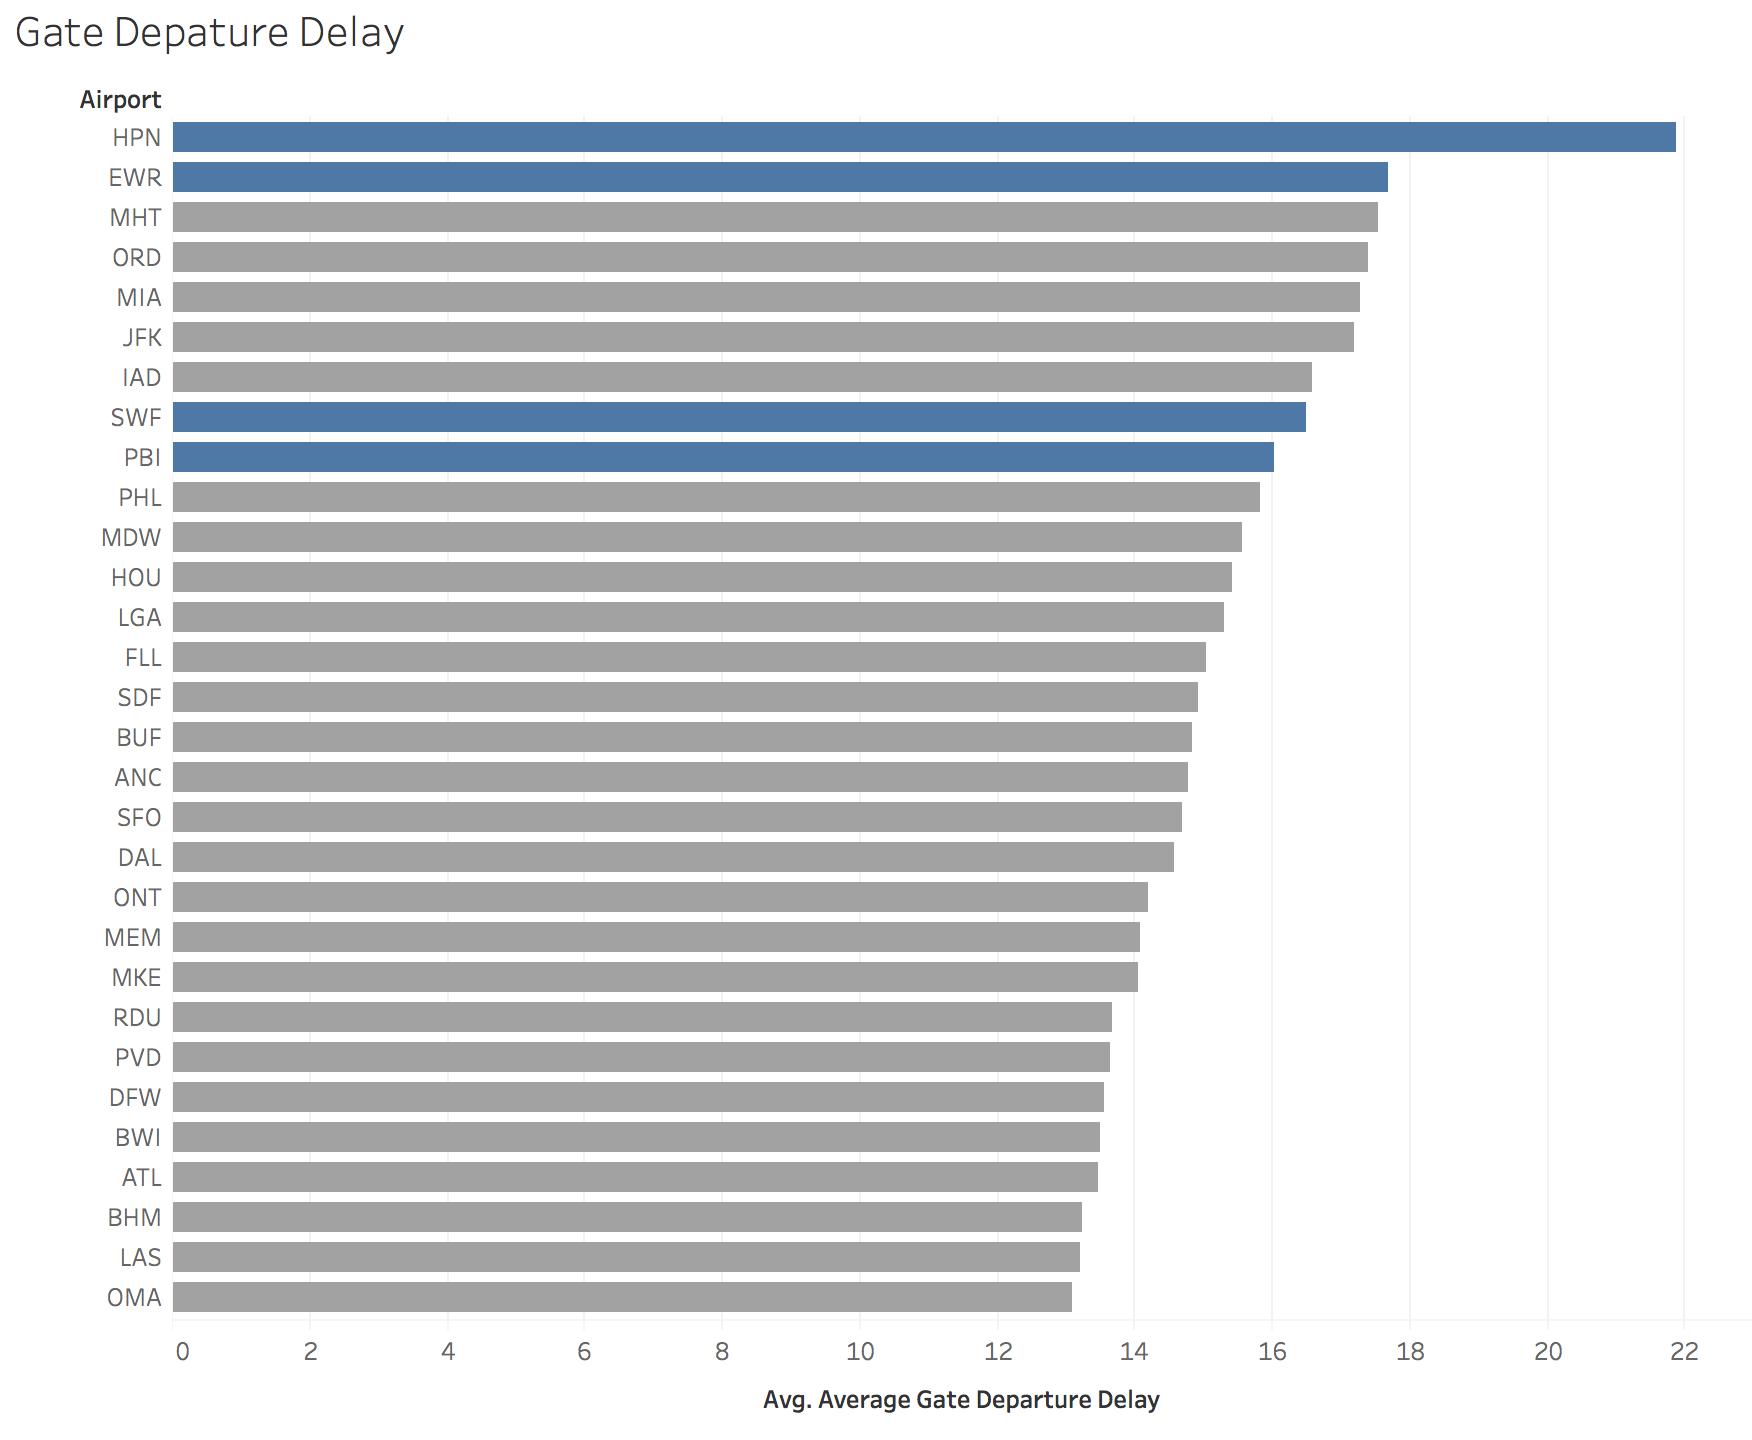 Gate Depature Delay
Airport
HPN
EWR
MHT
ORD
MIA
JFK
IAD
SWF
PBI
PHL
MDW
HOU
LGA
FLL
SDF
BUF
ANC
SFO
DAL
ONT
MEM
MKE
RDU
PVD
DFW
BWI
ATL
BHM
LAS
OMA
0 2 4 6 8 10 12 14 16 18 20 22
Avg. Average Gate Departure Delay